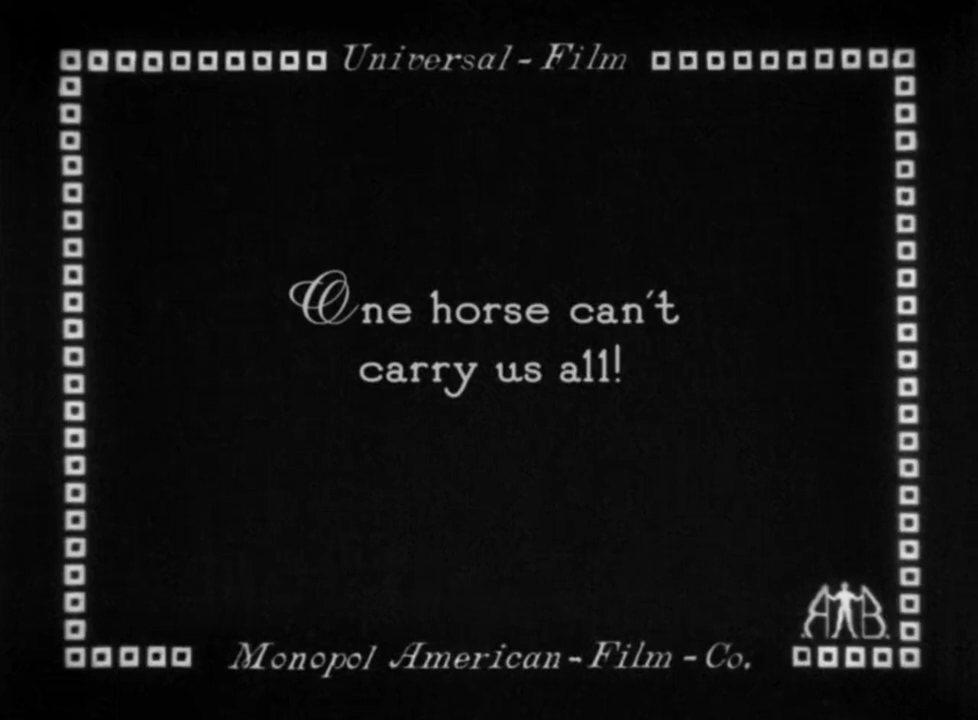 Universal-Film
One horse can't
carry us all!
A.B.
Monopol American-Film-Co.